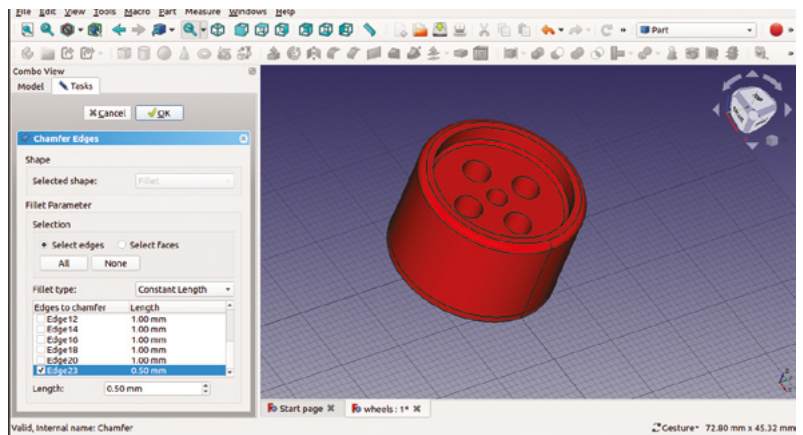 File Edit View Tools Macro Part Measure Windows Help
Part
Combo View
Model Tasks
Cancel OK
Chamfer Edges
Shape
Selected shape: Fillet
Fillet Parameter
Selection
Select edges Select faces
All None
Fillet type: Constant Length
Edges to chamfer Length
Edge12 1.00 mm
Edge14 1.00 mm
Edge16 1.00 mm
Edge18 1.00 mm
Edge20 1.00 mm
Edge23 0.50 mm
Length: 0.50 mm
Start page wheels : 1*
Valid, Internal name: Chamfer Gesture 72.80 mm x 45.32 mm